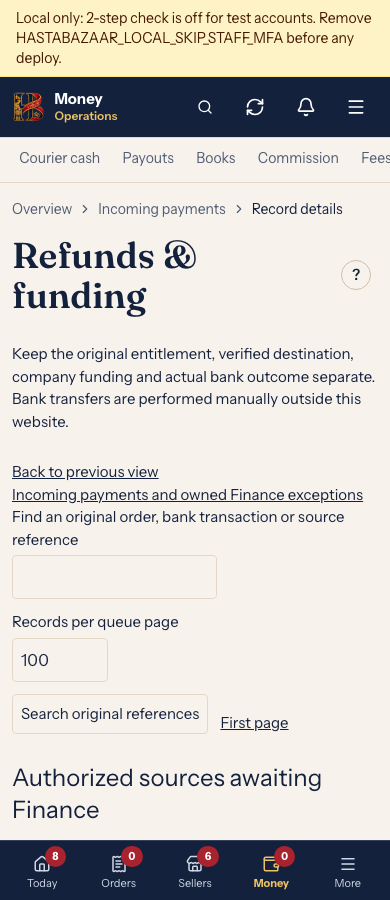 Local only: 2-step check is off for test accounts. Remove
HASTABAZAAR_LOCAL_SKIP_STAFF_MFA before any
deploy.
Money
Operations
Courier cash Payouts Books Commission Fees
Overview > Incoming payments > Record details
Refunds &
funding
?
Keep the original entitlement, verified destination,
company funding and actual bank outcome separate.
Bank transfers are performed manually outside this
website.
Back to previous view
Incoming payments and owned Finance exceptions
Find an original order, bank transaction or source
reference
Records per queue page
100
Search original references First page
Authorized sources awaiting
Finance
8 0 6 0
Today Orders Sellers Money More